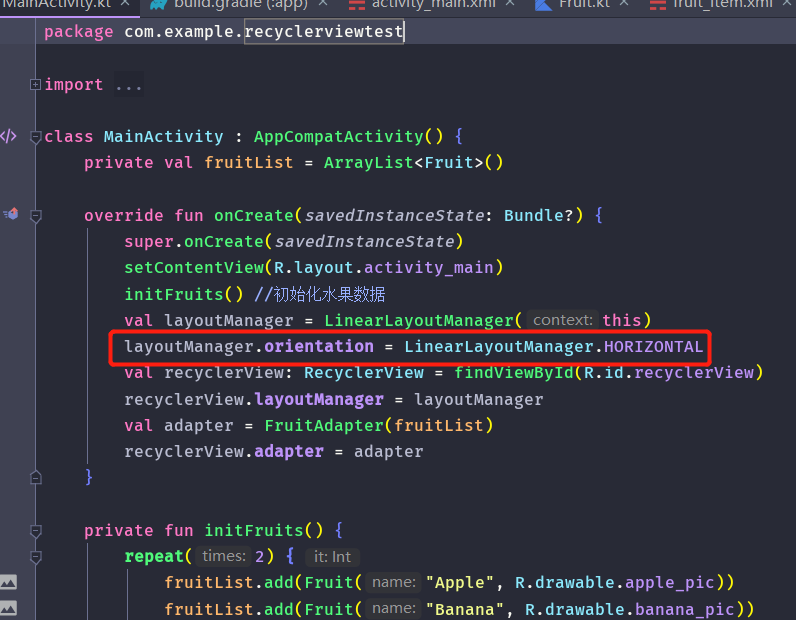 MainActivity.kt × build.gradle (:app) × activity_main.xml × Fruit.kt × fruit_item.xml ×
package com.example.recyclerviewtest
import ...
class MainActivity : AppCompatActivity() {
private val fruitList = ArrayList<Fruit>()
override fun onCreate(savedInstanceState: Bundle?) {
super.onCreate(savedInstanceState)
setContentView(R.layout.activity_main)
initFruits() //初始化水果数据
val layoutManager = LinearLayoutManager( context: this)
layoutManager.orientation = LinearLayoutManager.HORIZONTAL
val recyclerView: RecyclerView = findViewById(R.id.recyclerView)
recyclerView.layoutManager = layoutManager
val adapter = FruitAdapter(fruitList)
recyclerView.adapter = adapter
}
private fun initFruits() {
repeat( times: 2) { it: Int
fruitList.add(Fruit( name: "Apple", R.drawable.apple_pic))
fruitList.add(Fruit( name: "Banana", R.drawable.banana_pic))